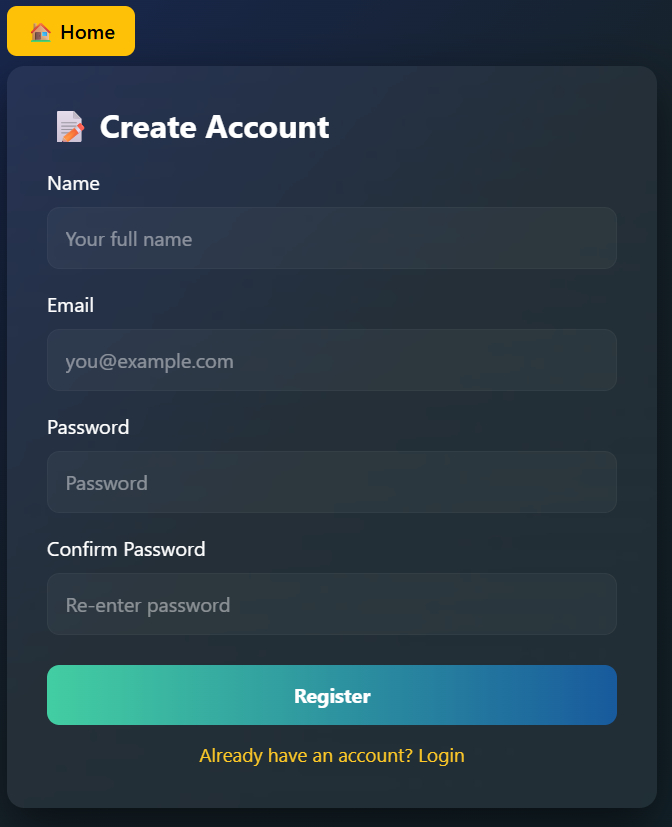 Home
Create Account
Name
Your full name
Email
you@example.com
Password
Password
Confirm Password
Re-enter password
Register
Already have an account? Login